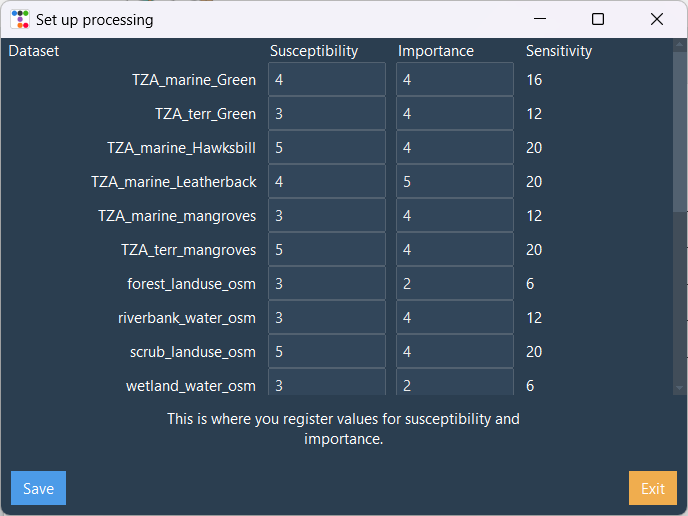 Set up processing
Dataset Susceptibility Importance Sensitivity
TZA_marine_Green 4 4 16
TZA_terr_Green 3 4 12
TZA_marine_Hawksbill 5 4 20
TZA_marine_Leatherback 4 5 20
TZA_marine_mangroves 3 4 12
TZA_terr_mangroves 5 4 20
forest_landuse_osm 3 2 6
riverbank_water_osm 3 4 12
scrub_landuse_osm 5 4 20
wetland_water_osm 3 2 6
This is where you register values for susceptibility and
importance.
Save Exit